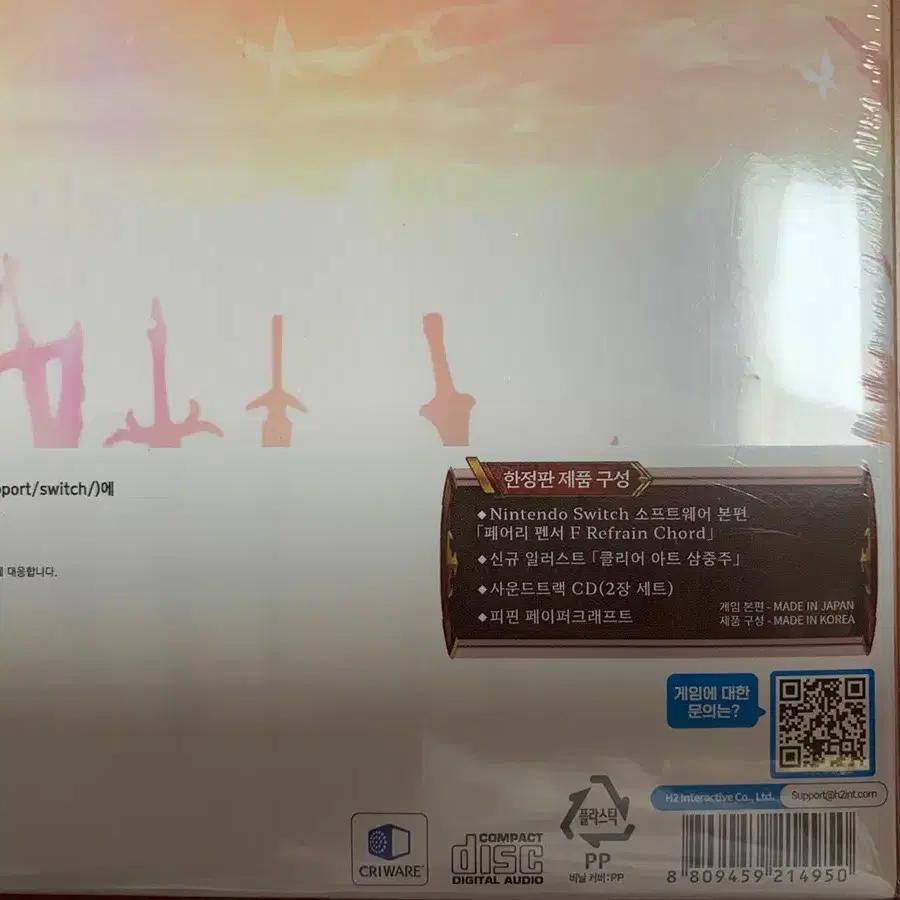 port/switch/)에
대응합니다.
한정판 제품 구성
◆Nintendo Switch 소프트웨어 본편
「페어리 펜서 F Refrain Chord」
◆신규 일러스트 「클리어 아트 삼중주」
◆사운드트랙 CD(2장 세트)
◆피핀 페이퍼크래프트
게임 본편 - MADE IN JAPAN
제품 구성 - MADE IN KOREA
게임에 대한
문의는?
H2 Interactive Co., Ltd. Support@h2int.com
CRIWARE
COMPACT
disc
DIGITAL AUDIO
플라스틱
PP
비닐 커버 : PP
8 809459 214950